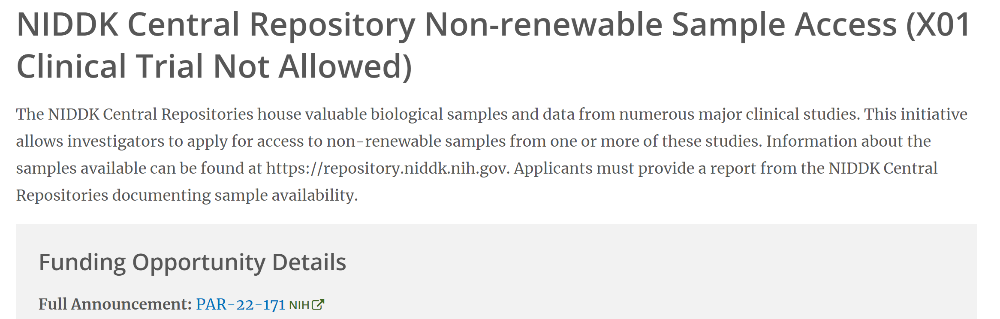 NIDDK Central Repository Non-renewable Sample Access (X01
Clinical Trial Not Allowed)
The NIDDK Central Repositories house valuable biological samples and data from numerous major clinical studies. This initiative
allows investigators to apply for access to non-renewable samples from one or more of these studies. Information about the
samples available can be found at https://repository.niddk.nih.gov. Applicants must provide a report from the NIDDK Central
Repositories documenting sample availability.
Funding Opportunity Details
Full Announcement: PAR-22-171 NIH